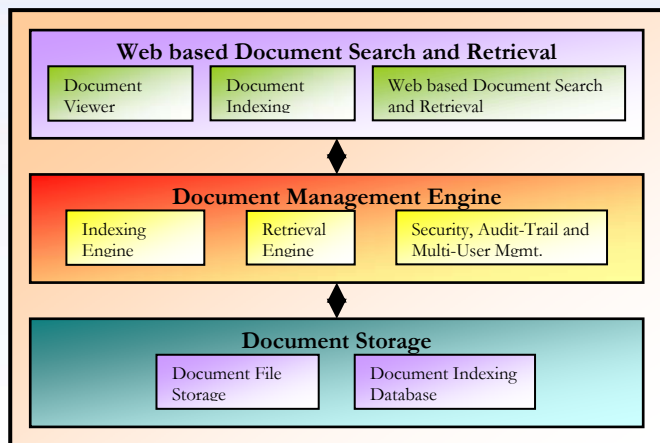 Web based Document Search and Retrieval
Document
Viewer
Document
Indexing
Web based Document Search
and Retrieval
Document Management Engine
Indexing
Engine
Retrieval
Engine
Security, Audit-Trail and
Multi-User Mgmt.
Document Storage
Document File
Storage
Document Indexing
Database